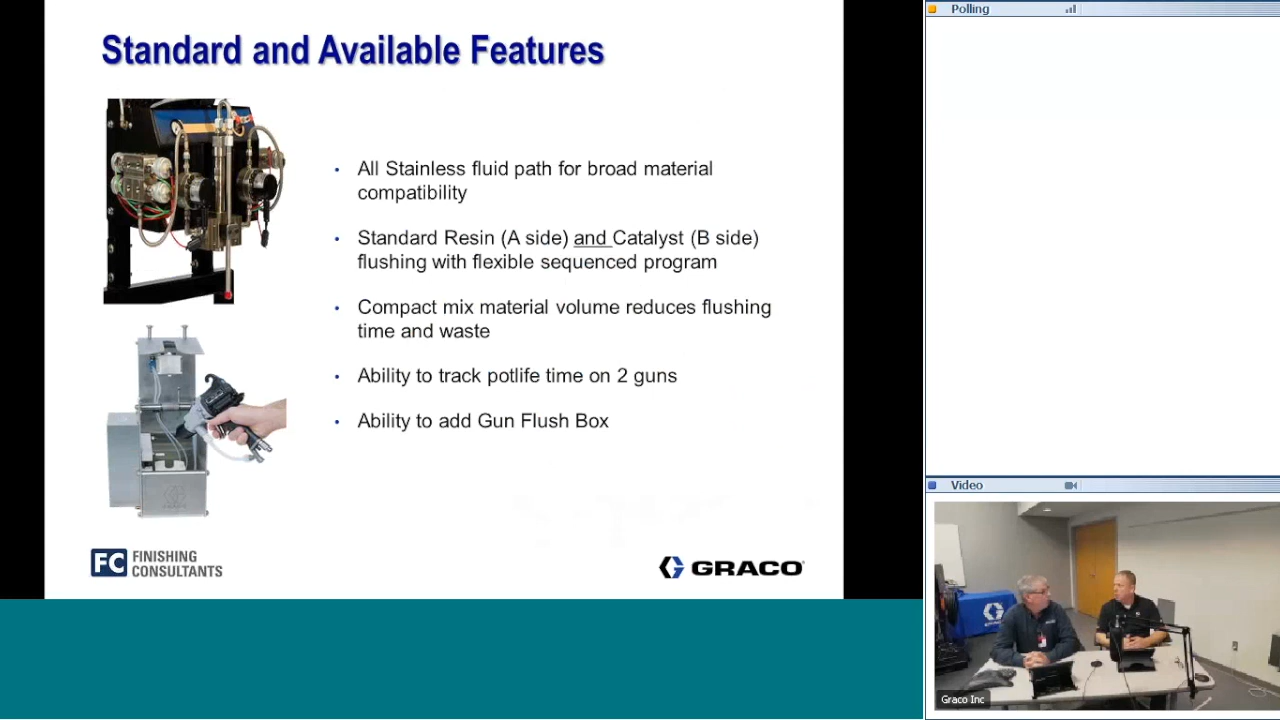 Standard and Available Features
• All Stainless fluid path for broad material
compatibility
• Standard Resin (A side) and Catalyst (B side)
flushing with flexible sequenced program
• Compact mix material volume reduces flushing
time and waste
• Ability to track potlife time on 2 guns
• Ability to add Gun Flush Box
FC FINISHING
CONSULTANTS
GRACO
Polling
Video
Graco Inc